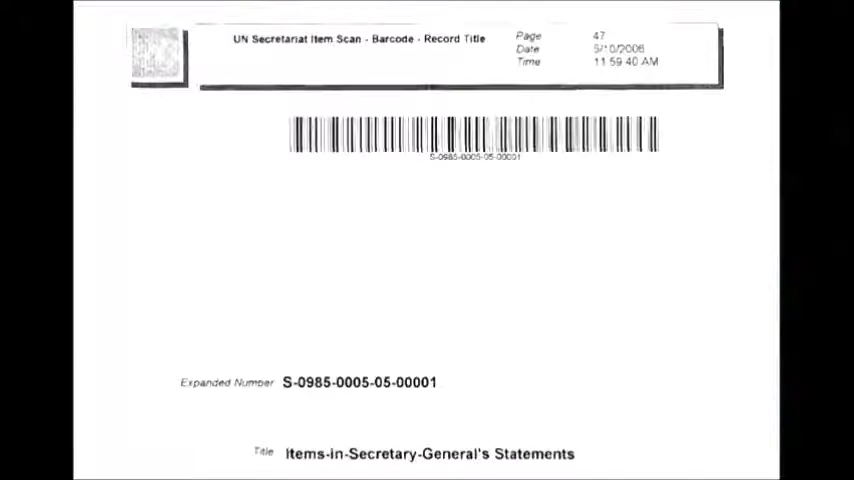 UN Secretariat Item Scan - Barcode - Record Title
Page 47
Date 5/10/2006
Time 11:59:40 AM
S-0985-0005-05-00001
Expanded Number S-0985-0005-05-00001
Title Items-in-Secretary-General's Statements